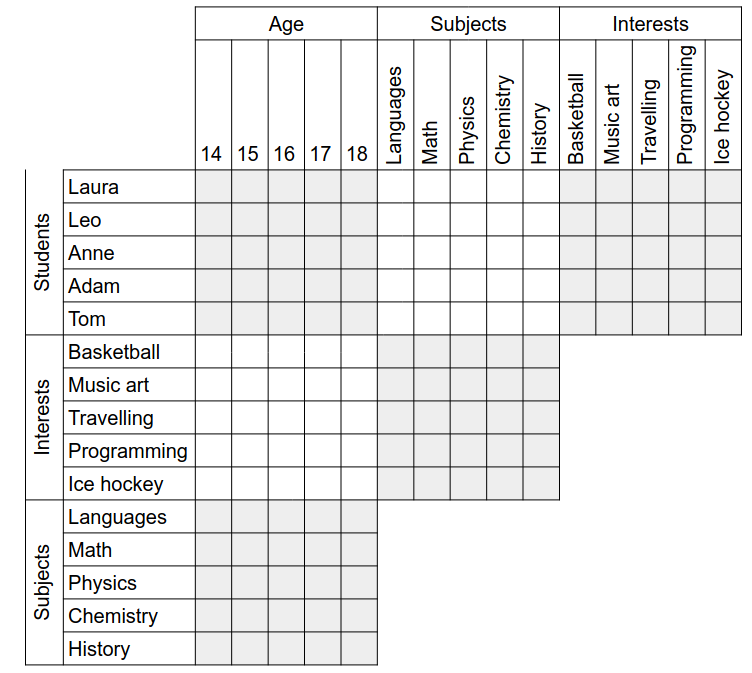 Age Subjects Interests
14 15 16 17 18 Languages Math Physics Chemistry History Basketball Music art Travelling Programming Ice hockey
Students
Laura
Leo
Anne
Adam
Tom
Interests
Basketball
Music art
Travelling
Programming
Ice hockey
Subjects
Languages
Math
Physics
Chemistry
History